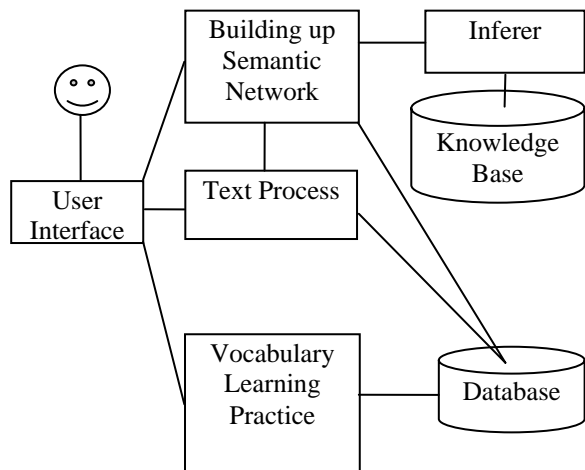 Building up
Semantic
Network
Inferer
Knowledge
Base
User
Interface
Text Process
Vocabulary
Learning
Practice
Database